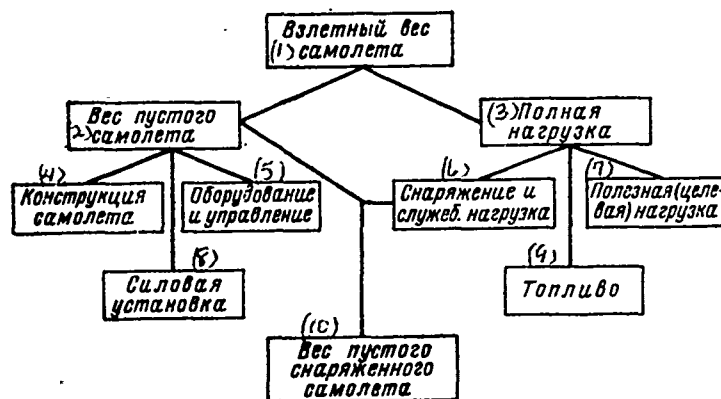 Взлетный вес
(1) самолета
Вес пустого
2) самолета
(3) Полная
нагрузка
(4)
Конструкция
самолета
(5)
Оборудование
и управление
(6)
Снаряжение и
служеб. нагрузка
(7)
Полезная (целе-
вая) нагрузка
(8)
Силовая
установка
(9)
Топливо
(10)
Вес пустого
снаряженного
самолета